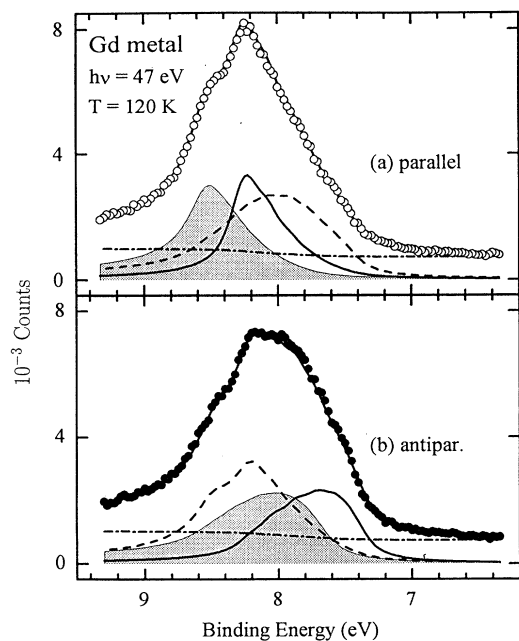 Gd metal
hν = 47 eV
T = 120 K
(a) parallel
8
4
0
(b) antipar.
8
4
0
10⁻³ Counts
9 8 7
Binding Energy (eV)